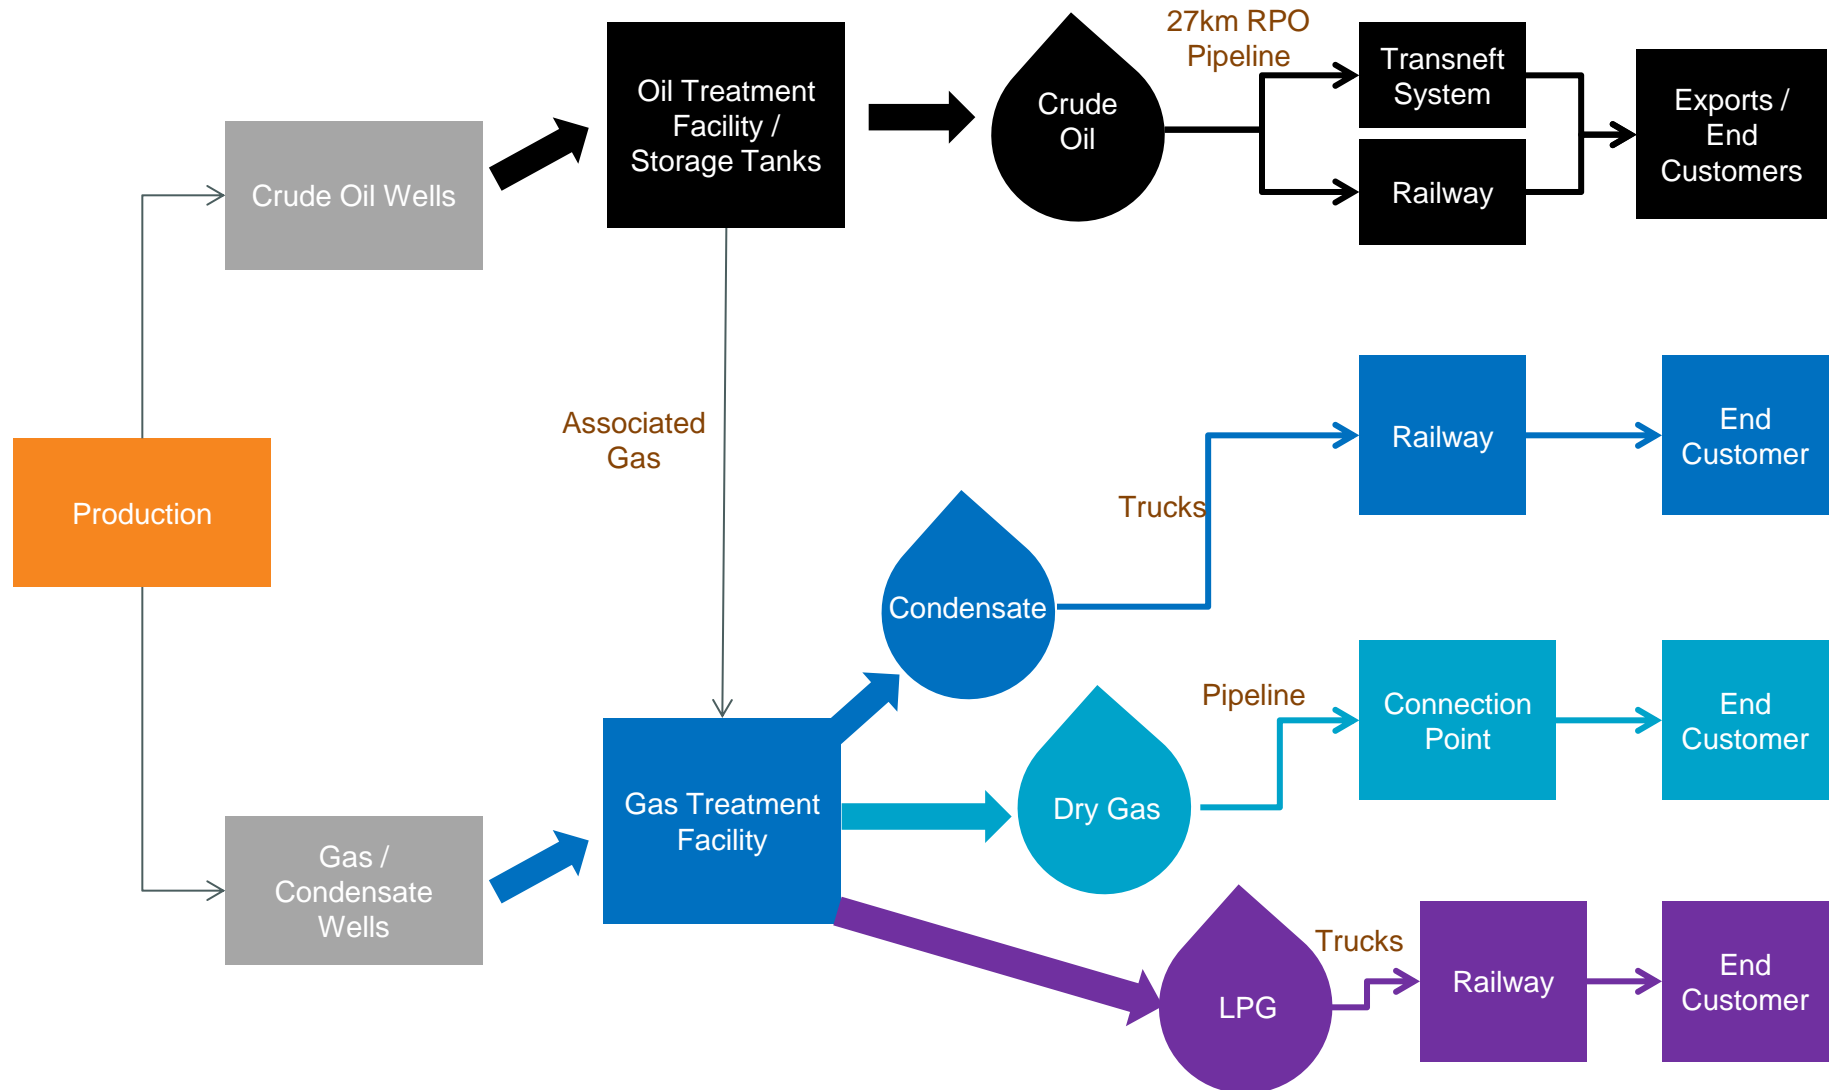 27km RPO
Pipeline
Oil Treatment
Facility /
Storage Tanks
Crude
Oil
Transneft
System
Exports /
End
Customers
Crude Oil Wells
Railway
Associated
Gas
Railway
End
Customer
Production
Trucks
Condensate
Pipeline
Connection
Point
End
Customer
Gas Treatment
Facility
Dry Gas
Gas /
Condensate
Wells
Trucks
LPG
Railway
End
Customer